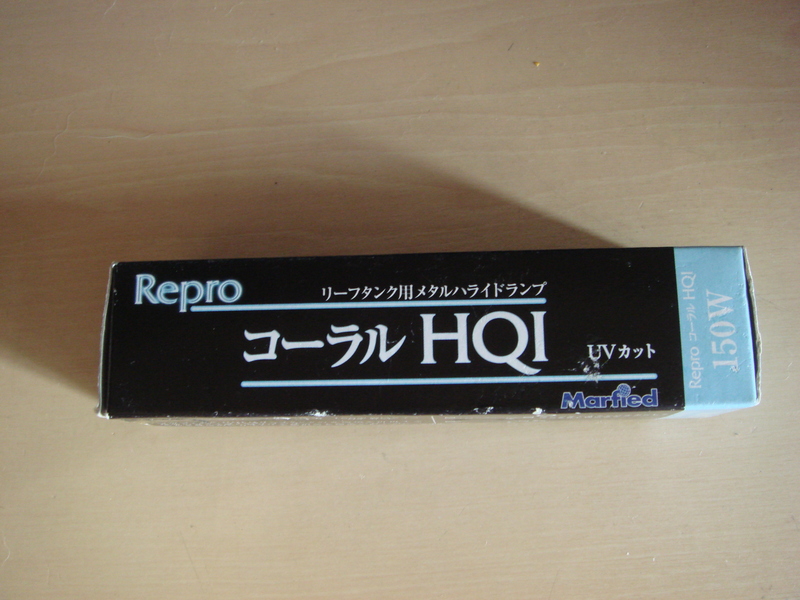 Repro
リーフタンク用メタルハライドランプ
コーラル HQI
UVカット
Marfied
Repro コーラル HQI
150W